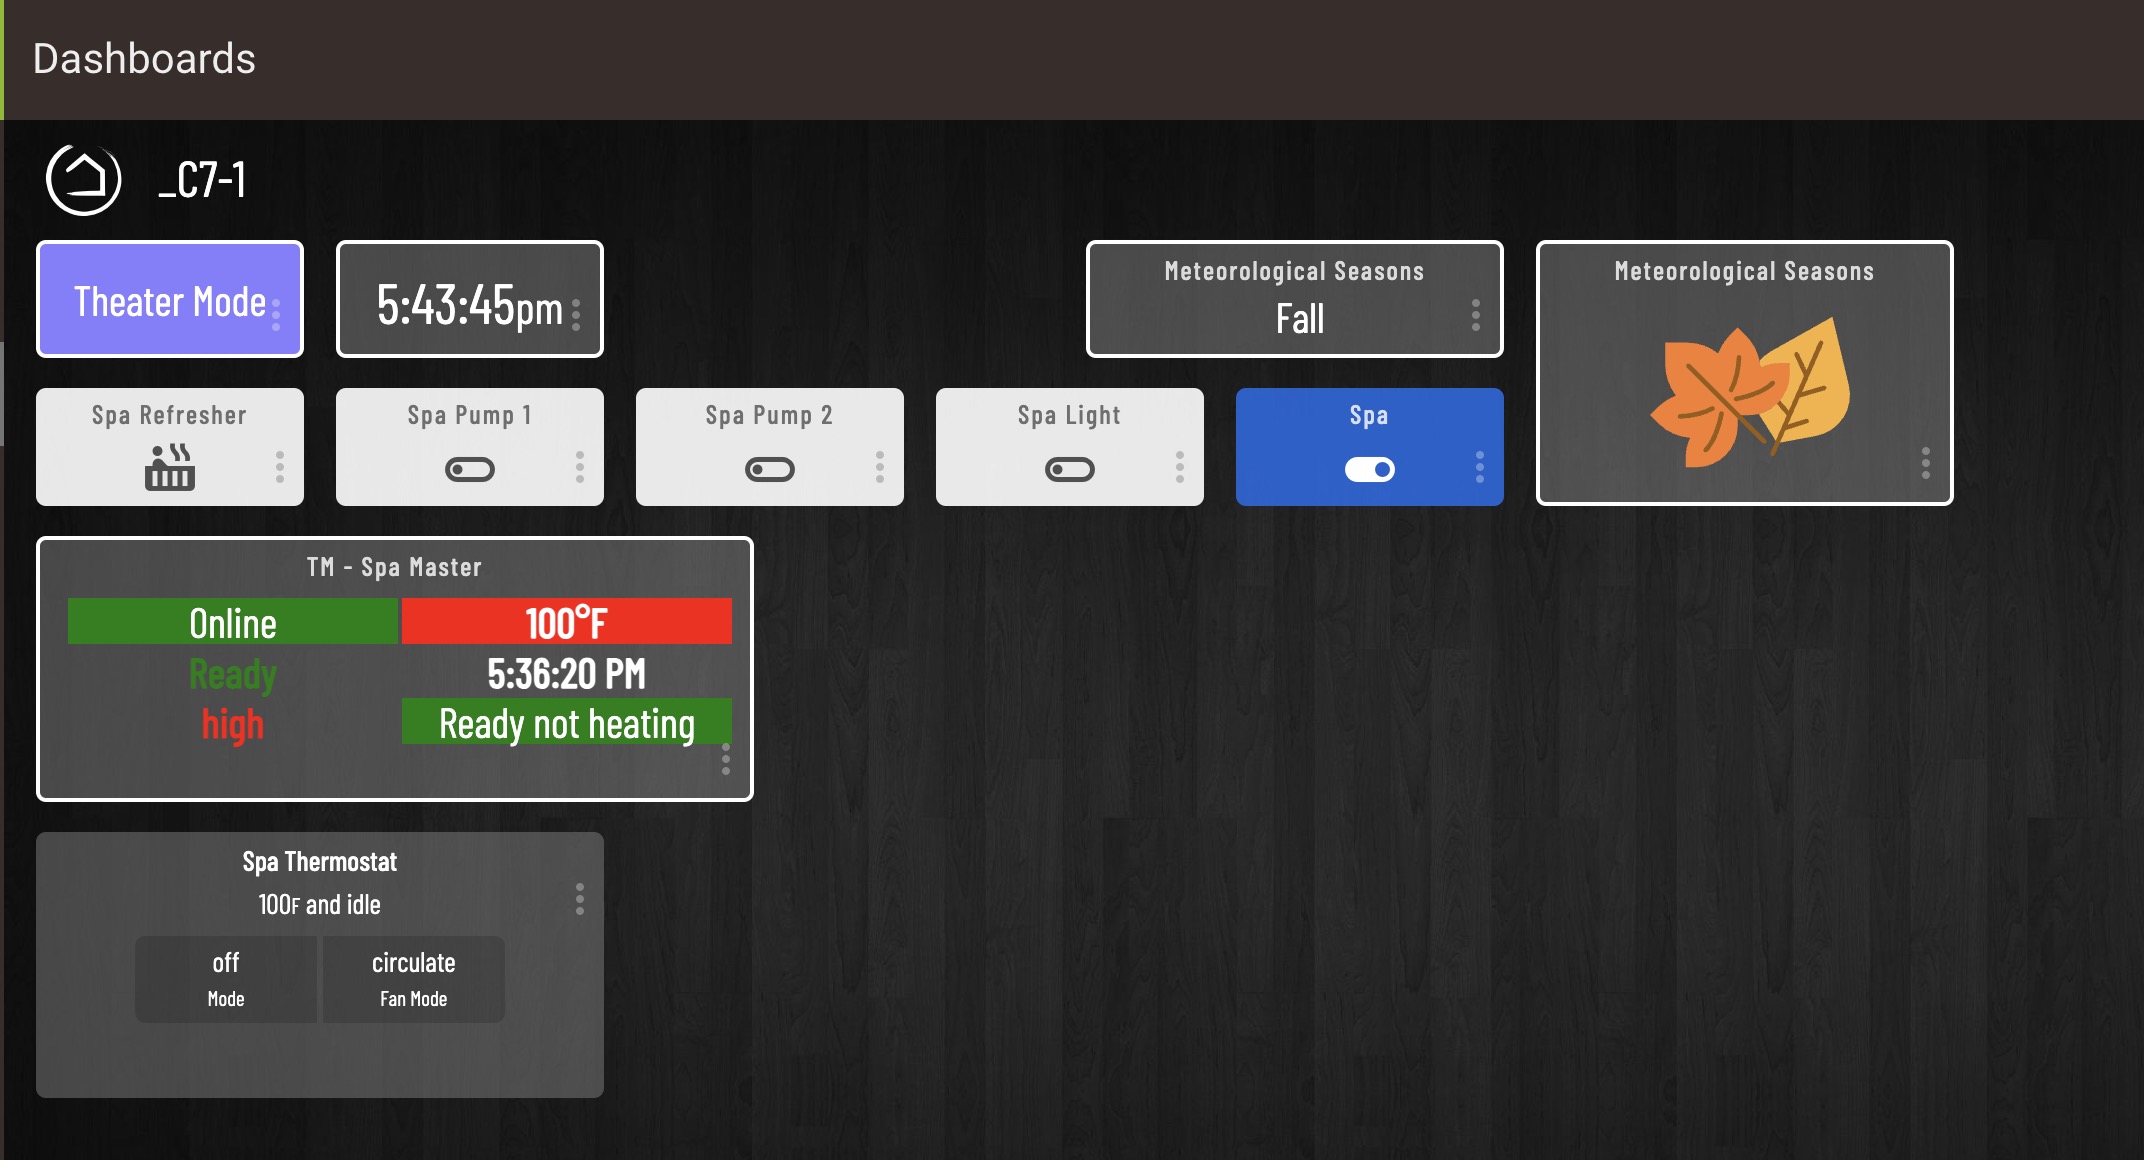 Dashboards
_C7-1
Theater Mode
5:43:45pm
Meteorological Seasons
Fall
Meteorological Seasons
Spa Refresher
Spa Pump 1
Spa Pump 2
Spa Light
Spa
TM - Spa Master
Online 100°F
Ready 5:36:20 PM
high Ready not heating
Spa Thermostat
100F and idle
off circulate
Mode Fan Mode